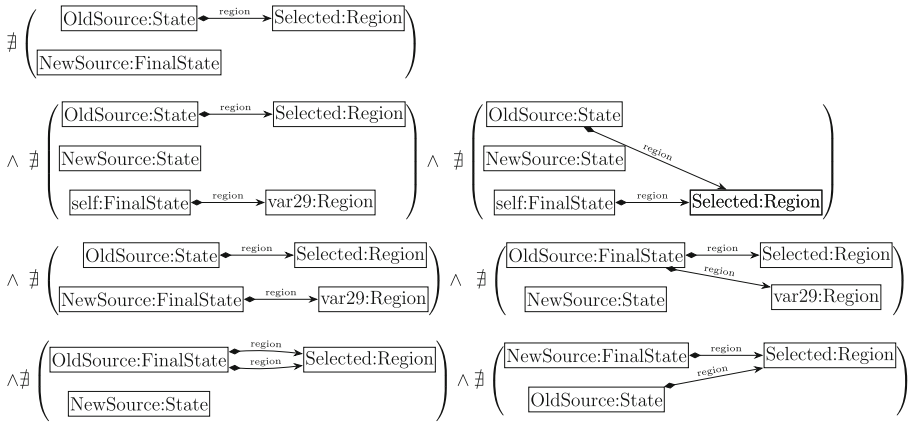 ∄ ( OldSource:State region Selected:Region
NewSource:FinalState )
∧ ∄ ( OldSource:State region Selected:Region
NewSource:State
self:FinalState region var29:Region )
∧ ∄ ( OldSource:State
region
NewSource:State
self:FinalState region Selected:Region )
∧ ∄ ( OldSource:State region Selected:Region
NewSource:FinalState region var29:Region )
∧ ∄ ( OldSource:FinalState region Selected:Region
region
NewSource:State var29:Region )
∧∄ ( OldSource:FinalState region Selected:Region
region
NewSource:State )
∧ ∄ ( NewSource:FinalState region Selected:Region
region
OldSource:State )